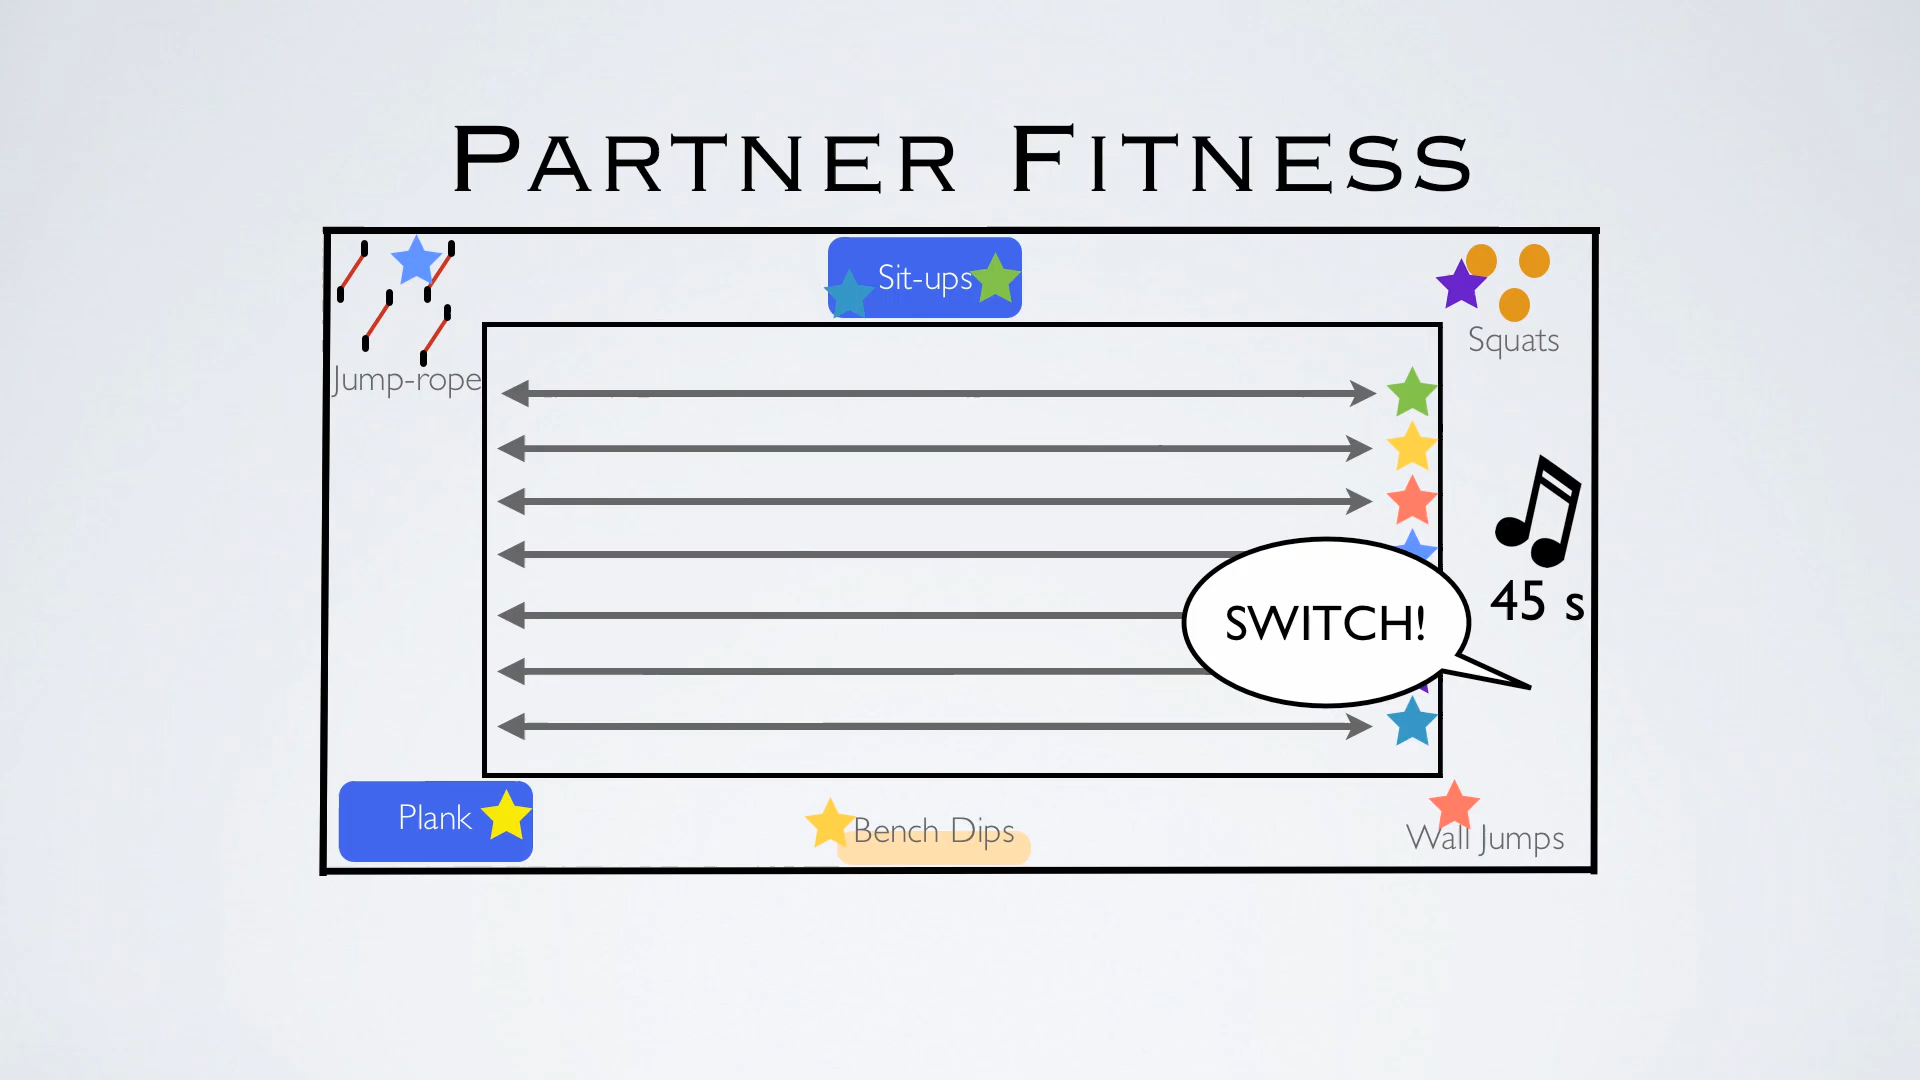 PARTNER FITNESS
Sit-ups
Squats
Jump-rope
45 s
SWITCH!
Plank
Bench Dips
Wall Jumps